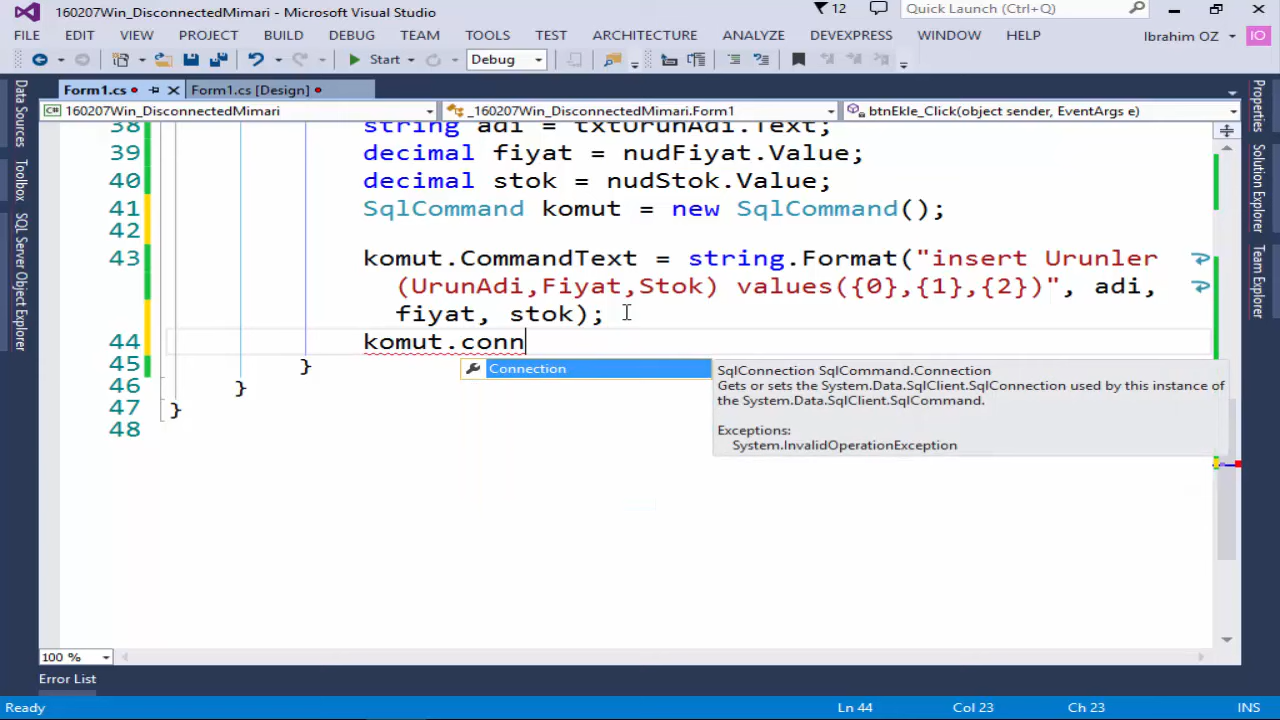 160207Win_DisconnectedMimari - Microsoft Visual Studio
12
Quick Launch (Ctrl+Q)
FILE EDIT VIEW PROJECT BUILD DEBUG TEAM TOOLS TEST ARCHITECTURE ANALYZE DEVEXPRESS WINDOW HELP
Ibrahim OZ IO
Start Debug
Form1.cs Form1.cs [Design]
160207Win_DisconnectedMimari _160207Win_DisconnectedMimari.Form1 btnEkle_Click(object sender, EventArgs e)
Data Sources
Toolbox
SQL Server Object Explorer
38 string adi = txtUrunAdi.Text;
39 decimal fiyat = nudFiyat.Value;
40 decimal stok = nudStok.Value;
41 SqlCommand komut = new SqlCommand();
42
43 komut.CommandText = string.Format("insert Urunler
(UrunAdi,Fiyat,Stok) values({0},{1},{2})", adi,
fiyat, stok);
44 komut.conn
45 }
46 }
47 }
48
Connection
SqlConnection SqlCommand.Connection
Gets or sets the System.Data.SqlClient.SqlConnection used by this instance of
the System.Data.SqlClient.SqlCommand.
Exceptions:
System.InvalidOperationException
Properties
Solution Explorer
Team Explorer
100 %
Error List
Ready Ln 44 Col 23 Ch 23 INS